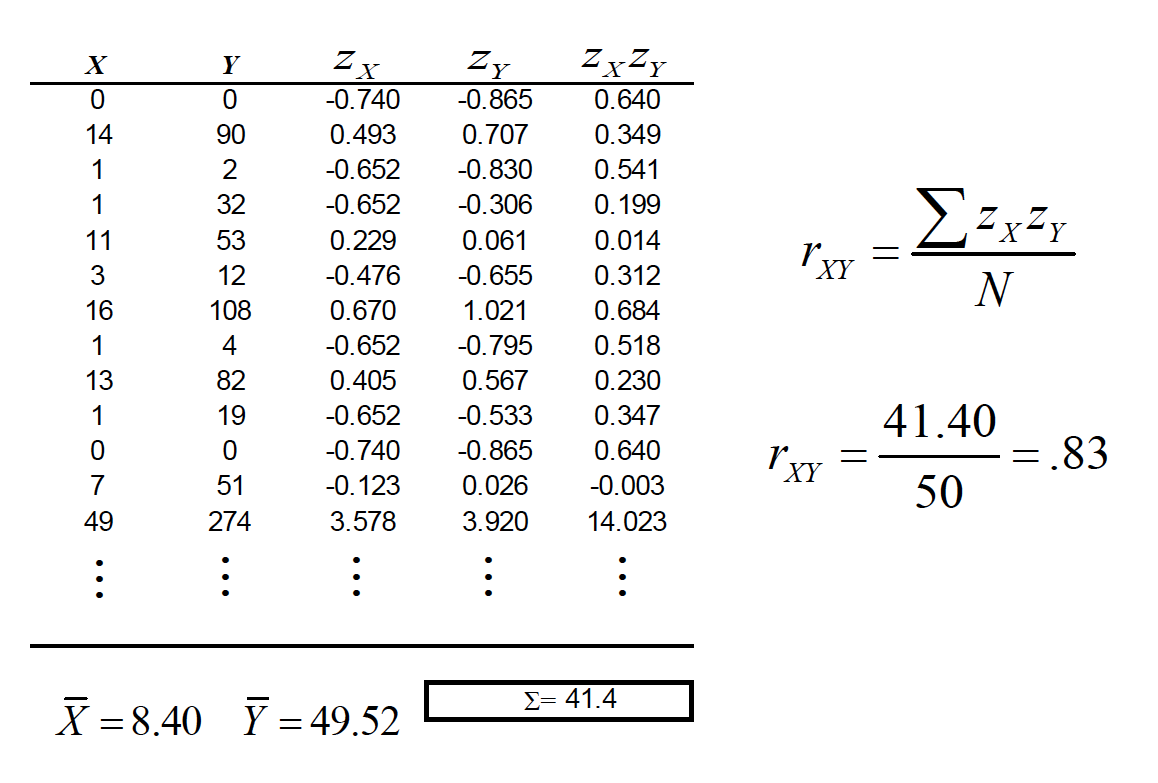 X Y z_X z_Y z_X z_Y
0 0 -0.740 -0.865 0.640
14 90 0.493 0.707 0.349
1 2 -0.652 -0.830 0.541
1 32 -0.652 -0.306 0.199
11 53 0.229 0.061 0.014
3 12 -0.476 -0.655 0.312
16 108 0.670 1.021 0.684
1 4 -0.652 -0.795 0.518
13 82 0.405 0.567 0.230
1 19 -0.652 -0.533 0.347
0 0 -0.740 -0.865 0.640
7 51 -0.123 0.026 -0.003
49 274 3.578 3.920 14.023
⋮ ⋮ ⋮ ⋮ ⋮
Σ= 41.4
X̄ = 8.40 Ȳ = 49.52
r_XY = ∑ z_X z_Y / N
r_XY = 41.40 / 50 = .83